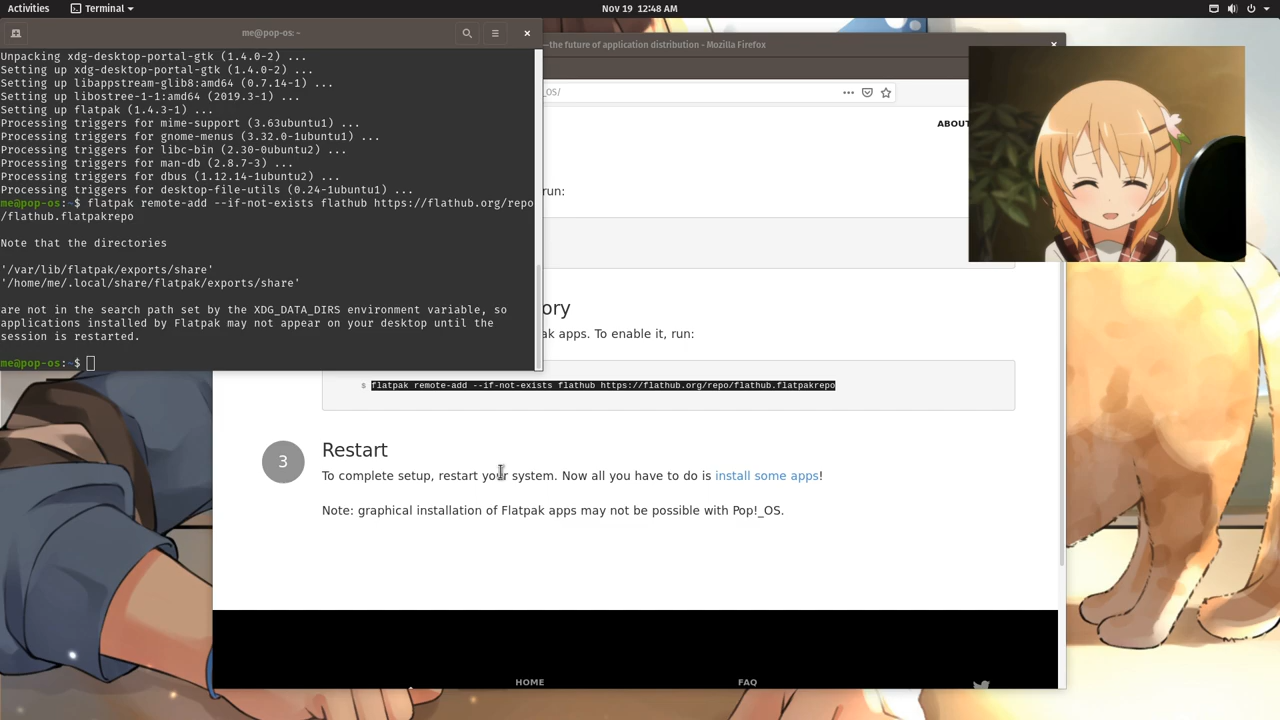 Activities
Terminal
Nov 19 12:48 AM
me@pop-os: ~
Unpacking xdg-desktop-portal-gtk (1.4.0-2) ...
Setting up xdg-desktop-portal-gtk (1.4.0-2) ...
Setting up libappstream-glib8:amd64 (0.7.14-1) ...
Setting up libostree-1-1:amd64 (2019.3-1) ...
Setting up flatpak (1.4.3-1) ...
Processing triggers for mime-support (3.63ubuntu1) ...
Processing triggers for gnome-menus (3.32.0-1ubuntu1) ...
Processing triggers for libc-bin (2.30-0ubuntu2) ...
Processing triggers for man-db (2.8.7-3) ...
Processing triggers for dbus (1.12.14-1ubuntu2) ...
Processing triggers for desktop-file-utils (0.24-1ubuntu1) ...
me@pop-os:~$ flatpak remote-add --if-not-exists flathub https://flathub.org/repo
/flathub.flatpakrepo
Note that the directories
'/var/lib/flatpak/exports/share'
'/home/me/.local/share/flatpak/exports/share'
are not in the search path set by the XDG_DATA_DIRS environment variable, so
applications installed by Flatpak may not appear on your desktop until the
session is restarted.
me@pop-os:~$
—the future of application distribution - Mozilla Firefox
_OS/
ABOUT
run:
ory
ak apps. To enable it, run:
$ flatpak remote-add --if-not-exists flathub https://flathub.org/repo/flathub.flatpakrepo
3
Restart
To complete setup, restart your system. Now all you have to do is install some apps!
Note: graphical installation of Flatpak apps may not be possible with Pop!_OS.
HOME
FAQ